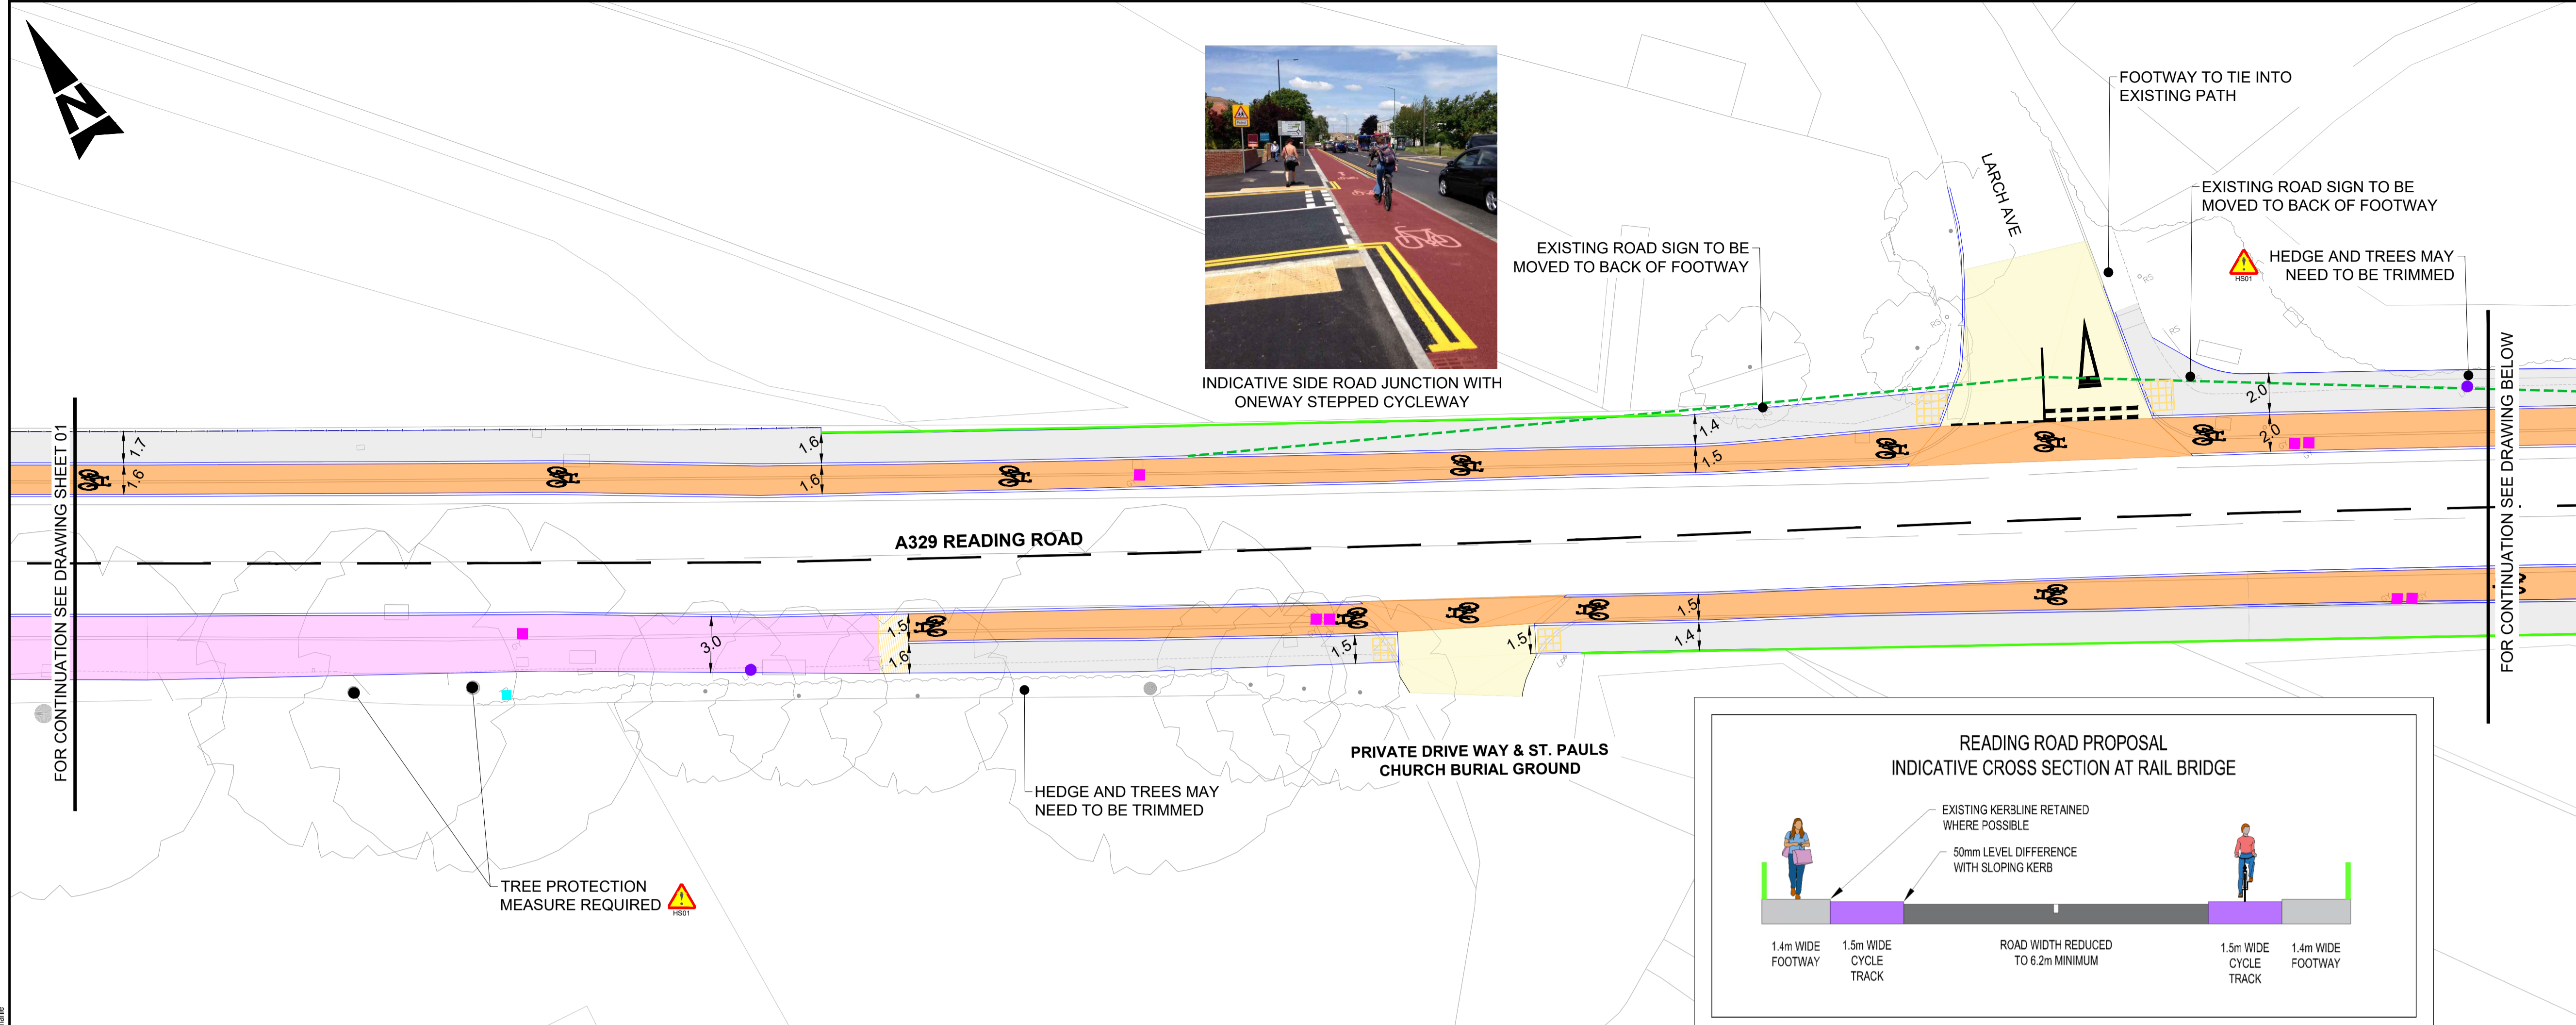 N
INDICATIVE SIDE ROAD JUNCTION WITH
ONEWAY STEPPED CYCLEWAY
EXISTING ROAD SIGN TO BE
MOVED TO BACK OF FOOTWAY
LARCH AVE
FOOTWAY TO TIE INTO
EXISTING PATH
EXISTING ROAD SIGN TO BE
MOVED TO BACK OF FOOTWAY
HS01
HEDGE AND TREES MAY
NEED TO BE TRIMMED
RS
RS
RS
FOR CONTINUATION SEE DRAWING SHEET 01
FOR CONTINUATION SEE DRAWING BELOW
1.7
1.6
1.6
1.6
1.4
1.5
2.0
2.0
A329 READING ROAD
3.0
1.5
1.6
1.5
1.5
1.5
1.4
GY
PRIVATE DRIVE WAY & ST. PAULS
CHURCH BURIAL GROUND
HEDGE AND TREES MAY
NEED TO BE TRIMMED
TREE PROTECTION
MEASURE REQUIRED
HS01
READING ROAD PROPOSAL
INDICATIVE CROSS SECTION AT RAIL BRIDGE
EXISTING KERBLINE RETAINED
WHERE POSSIBLE
50mm LEVEL DIFFERENCE
WITH SLOPING KERB
1.4m WIDE
FOOTWAY
1.5m WIDE
CYCLE
TRACK
ROAD WIDTH REDUCED
TO 6.2m MINIMUM
1.5m WIDE
CYCLE
TRACK
1.4m WIDE
FOOTWAY